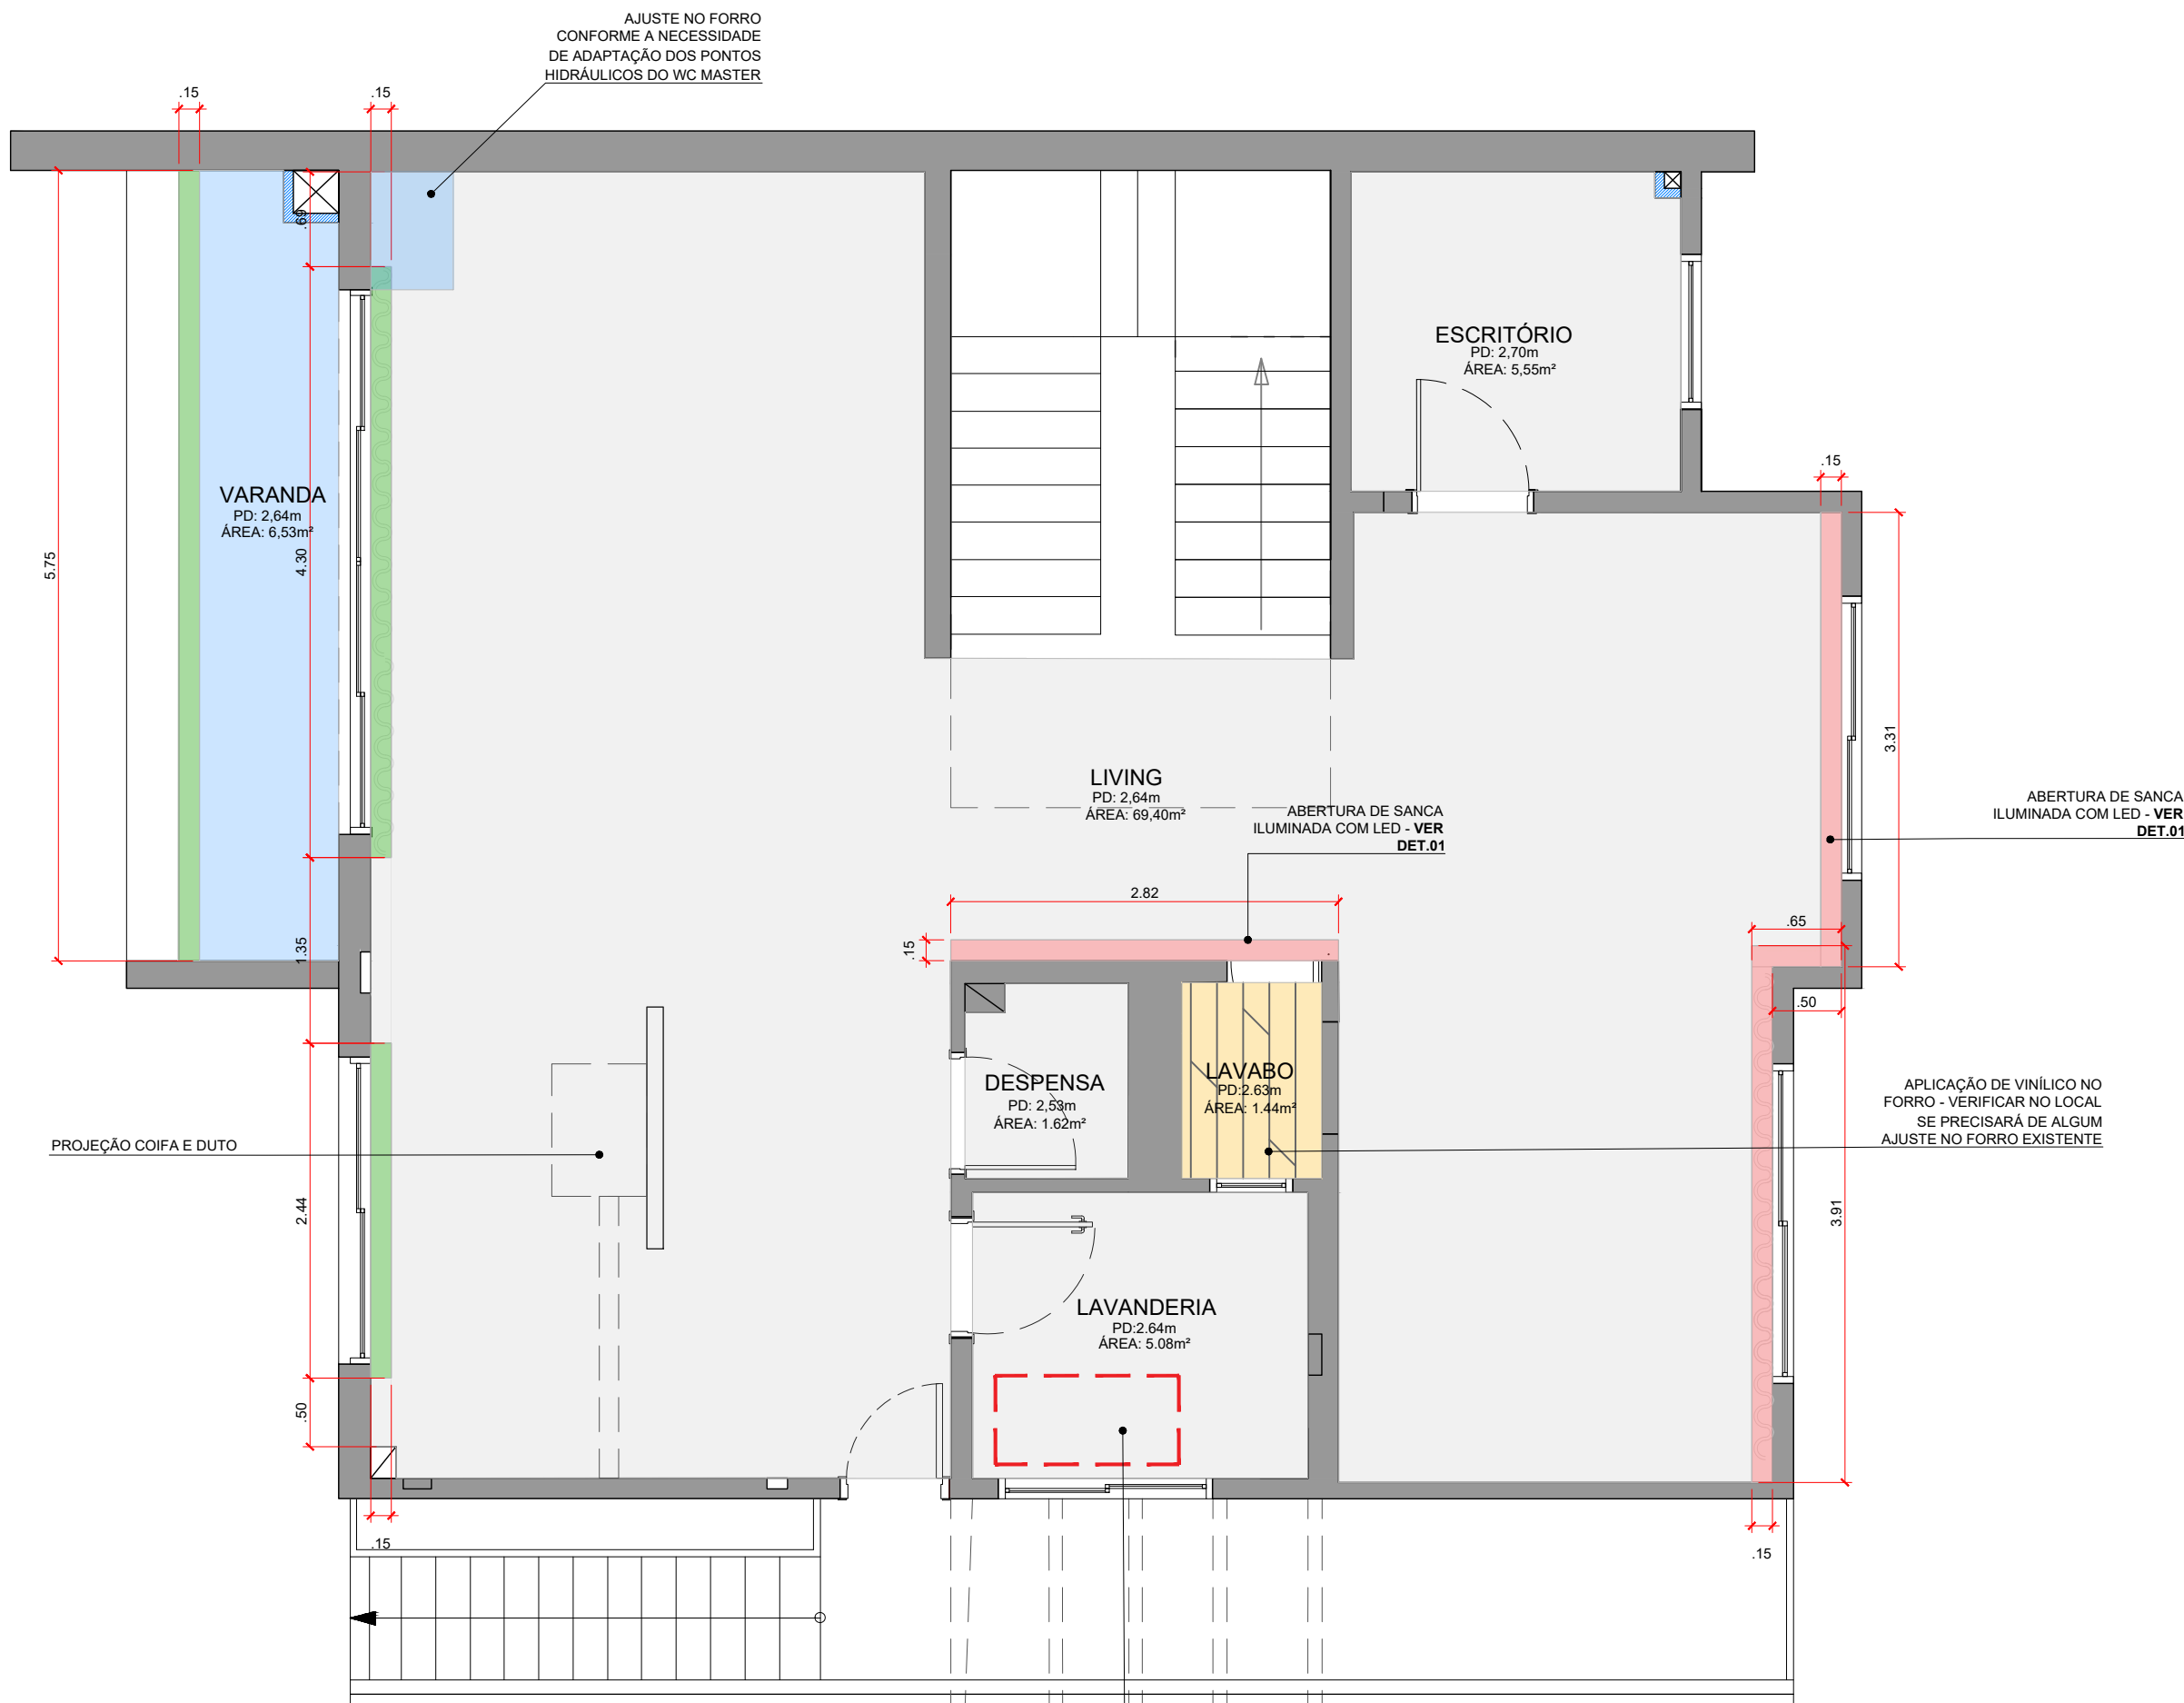 AJUSTE NO FORRO
CONFORME A NECESSIDADE
DE ADAPTAÇÃO DOS PONTOS
HIDRÁULICOS DO WC MASTER
.15
.15
.69
ESCRITÓRIO
PD: 2,70m
ÁREA: 5,55m²
.15
VARANDA
PD: 2,64m
ÁREA: 6,53m²
5.75
4.30
3.31
LIVING
PD: 2,64m
ÁREA: 69,40m²
ABERTURA DE SANCA
ILUMINADA COM LED - VER
DET.01
ABERTURA DE SANCA
ILUMINADA COM LED - VER
DET.01
2.82
.15
.65
1.35
.50
DESPENSA
PD: 2,53m
ÁREA: 1.62m²
LAVABO
PD:2.63m
ÁREA: 1.44m²
APLICAÇÃO DE VINÍLICO NO
FORRO - VERIFICAR NO LOCAL
SE PRECISARÁ DE ALGUM
AJUSTE NO FORRO EXISTENTE
PROJEÇÃO COIFA E DUTO
2.44
3.91
LAVANDERIA
PD:2.64m
ÁREA: 5.08m²
.50
.15
.15